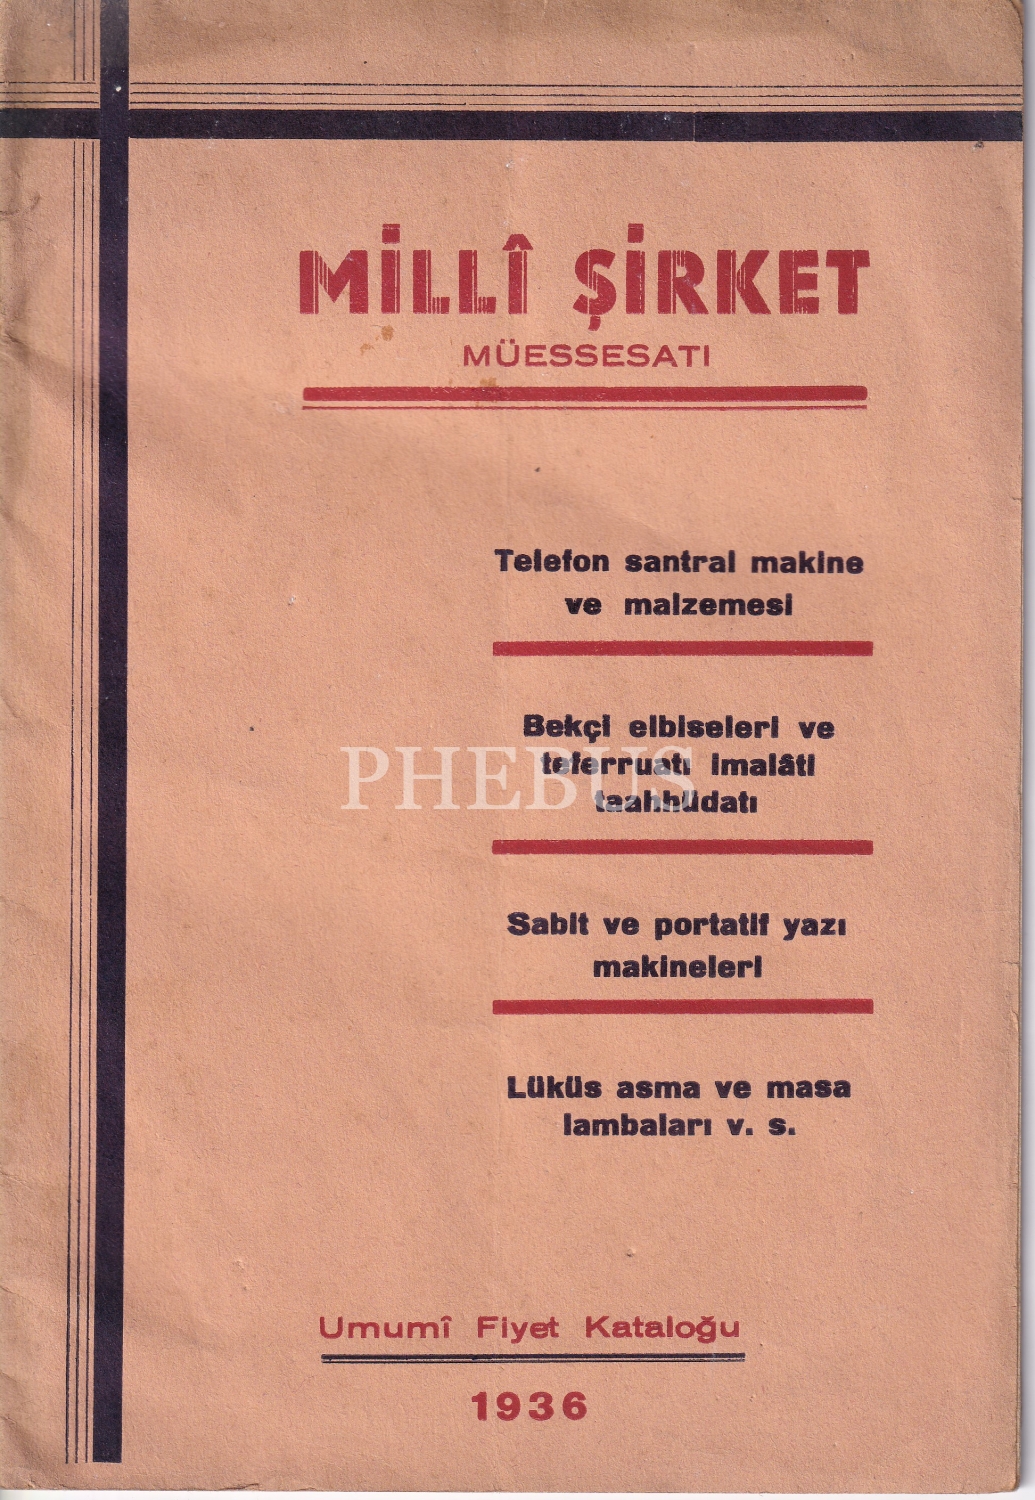 MİLLÎ ŞİRKET
MÜESSESATI
Telefon santral makine
ve malzemesi
Bekçi elbiseleri ve
teferruatı imalâti
taahhüdatı
PHEBUS
Sabit ve portatif yazı
makineleri
Lüküs asma ve masa
lambaları v. s.
Umumî Fiyet Kataloğu
1936